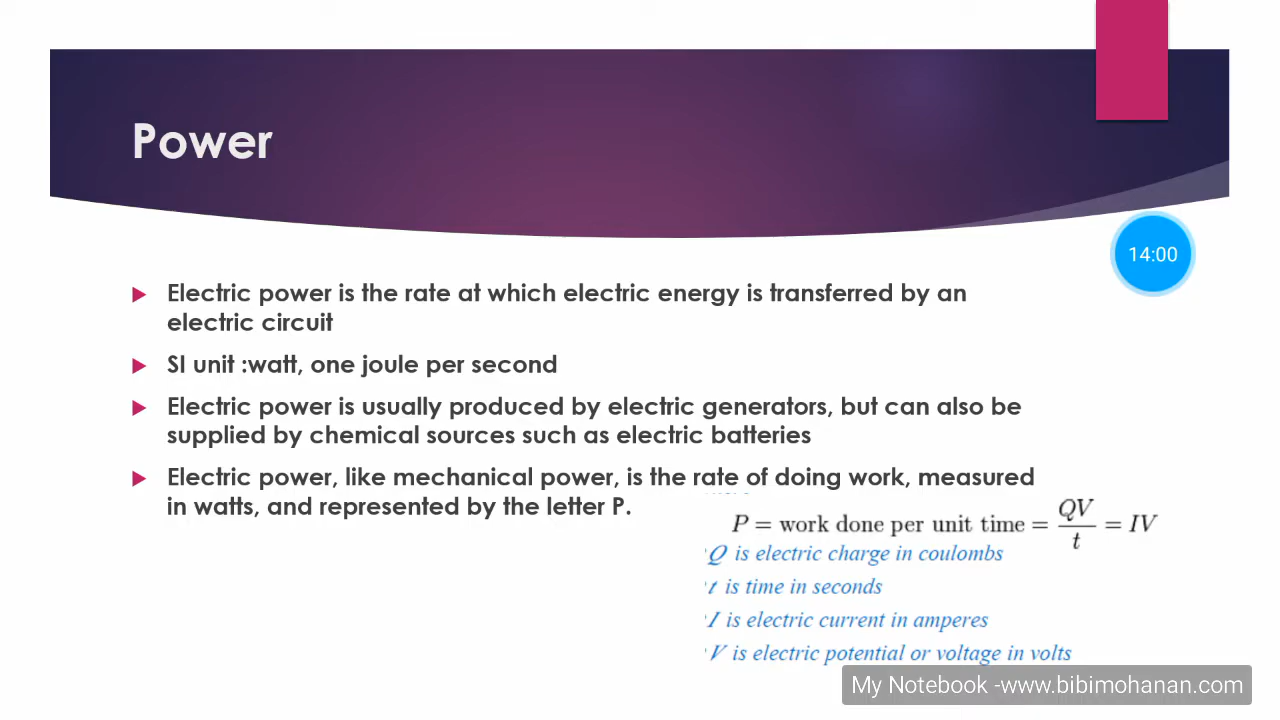 Power
14:00
Electric power is the rate at which electric energy is transferred by an
electric circuit
SI unit :watt, one joule per second
Electric power is usually produced by electric generators, but can also be
supplied by chemical sources such as electric batteries
Electric power, like mechanical power, is the rate of doing work, measured
in watts, and represented by the letter P.
P = work done per unit time = QV/t = IV
Q is electric charge in coulombs
t is time in seconds
I is electric current in amperes
V is electric potential or voltage in volts
My Notebook -www.bibimohanan.com